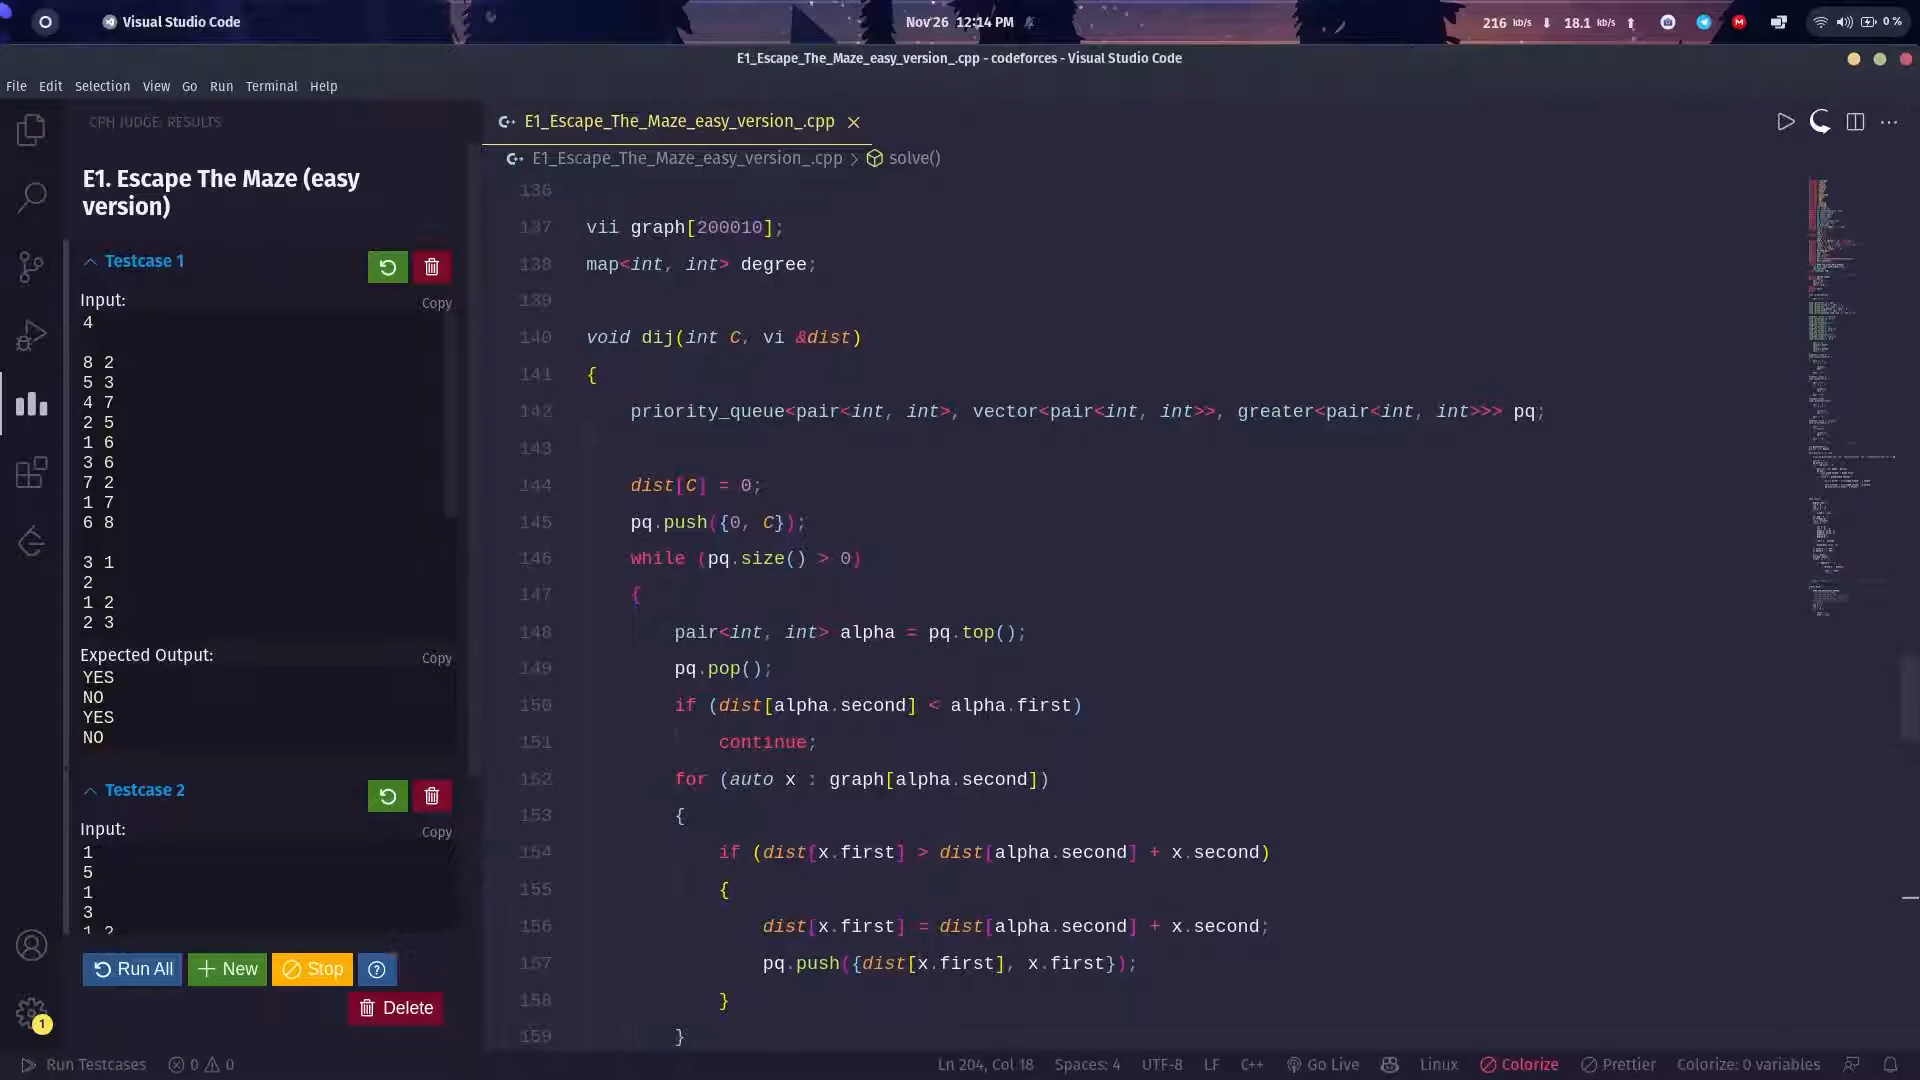 Visual Studio Code
Nov 26 12:14 PM
216 kb/s 18.1 kb/s
0 %
E1_Escape_The_Maze_easy_version_.cpp - codeforces - Visual Studio Code
File Edit Selection View Go Run Terminal Help
CPH JUDGE: RESULTS
E1. Escape The Maze (easy
version)
Testcase 1
Input:
Copy
4
8 2
5 3
4 7
2 5
1 6
3 6
7 2
1 7
6 8
3 1
2
1 2
2 3
Expected Output:
Copy
YES
NO
YES
NO
Testcase 2
Input:
Copy
1
5
1
3
1 2
Run All New Stop
Delete
1
E1_Escape_The_Maze_easy_version_.cpp
E1_Escape_The_Maze_easy_version_.cpp > solve()
136
137 vii graph[200010];
138 map<int, int> degree;
139
140 void dij(int C, vi &dist)
141 {
142 priority_queue<pair<int, int>, vector<pair<int, int>>, greater<pair<int, int>>> pq;
143
144 dist[C] = 0;
145 pq.push({0, C});
146 while (pq.size() > 0)
147 {
148 pair<int, int> alpha = pq.top();
149 pq.pop();
150 if (dist[alpha.second] < alpha.first)
151 continue;
152 for (auto x : graph[alpha.second])
153 {
154 if (dist[x.first] > dist[alpha.second] + x.second)
155 {
156 dist[x.first] = dist[alpha.second] + x.second;
157 pq.push({dist[x.first], x.first});
158 }
159 }
Run Testcases 0 0
Ln 204, Col 18 Spaces: 4 UTF-8 LF C++ Go Live Linux Colorize Prettier Colorize: 0 variables